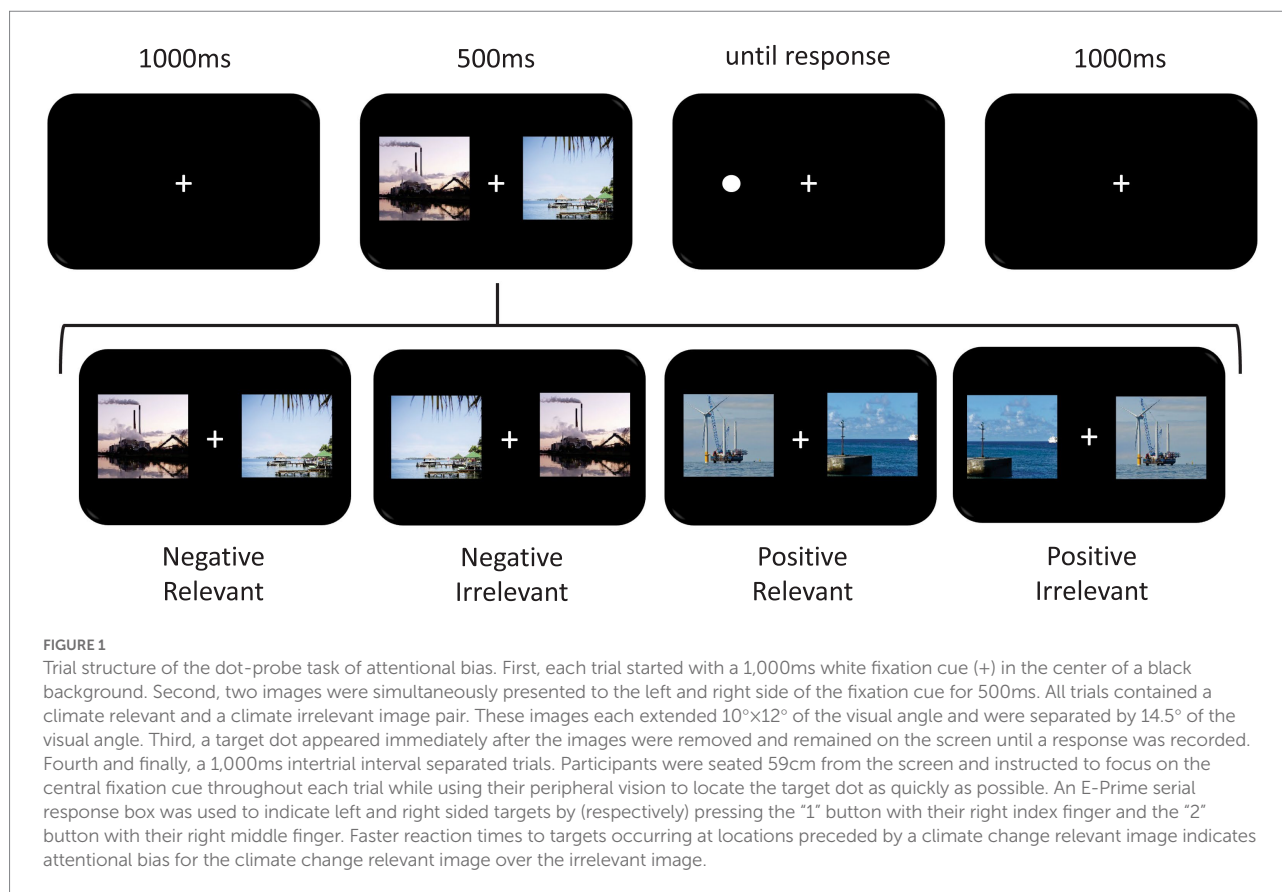 1000ms 500ms until response 1000ms
+ + + +
+ + + +
Negative Negative Positive Positive
Relevant Irrelevant Relevant Irrelevant
FIGURE 1
Trial structure of the dot-probe task of attentional bias. First, each trial started with a 1,000ms white fixation cue (+) in the center of a black
background. Second, two images were simultaneously presented to the left and right side of the fixation cue for 500ms. All trials contained a
climate relevant and a climate irrelevant image pair. These images each extended 10°×12° of the visual angle and were separated by 14.5° of the
visual angle. Third, a target dot appeared immediately after the images were removed and remained on the screen until a response was recorded.
Fourth and finally, a 1,000ms intertrial interval separated trials. Participants were seated 59cm from the screen and instructed to focus on the
central fixation cue throughout each trial while using their peripheral vision to locate the target dot as quickly as possible. An E-Prime serial
response box was used to indicate left and right sided targets by (respectively) pressing the “1” button with their right index finger and the “2”
button with their right middle finger. Faster reaction times to targets occurring at locations preceded by a climate change relevant image indicates
attentional bias for the climate change relevant image over the irrelevant image.